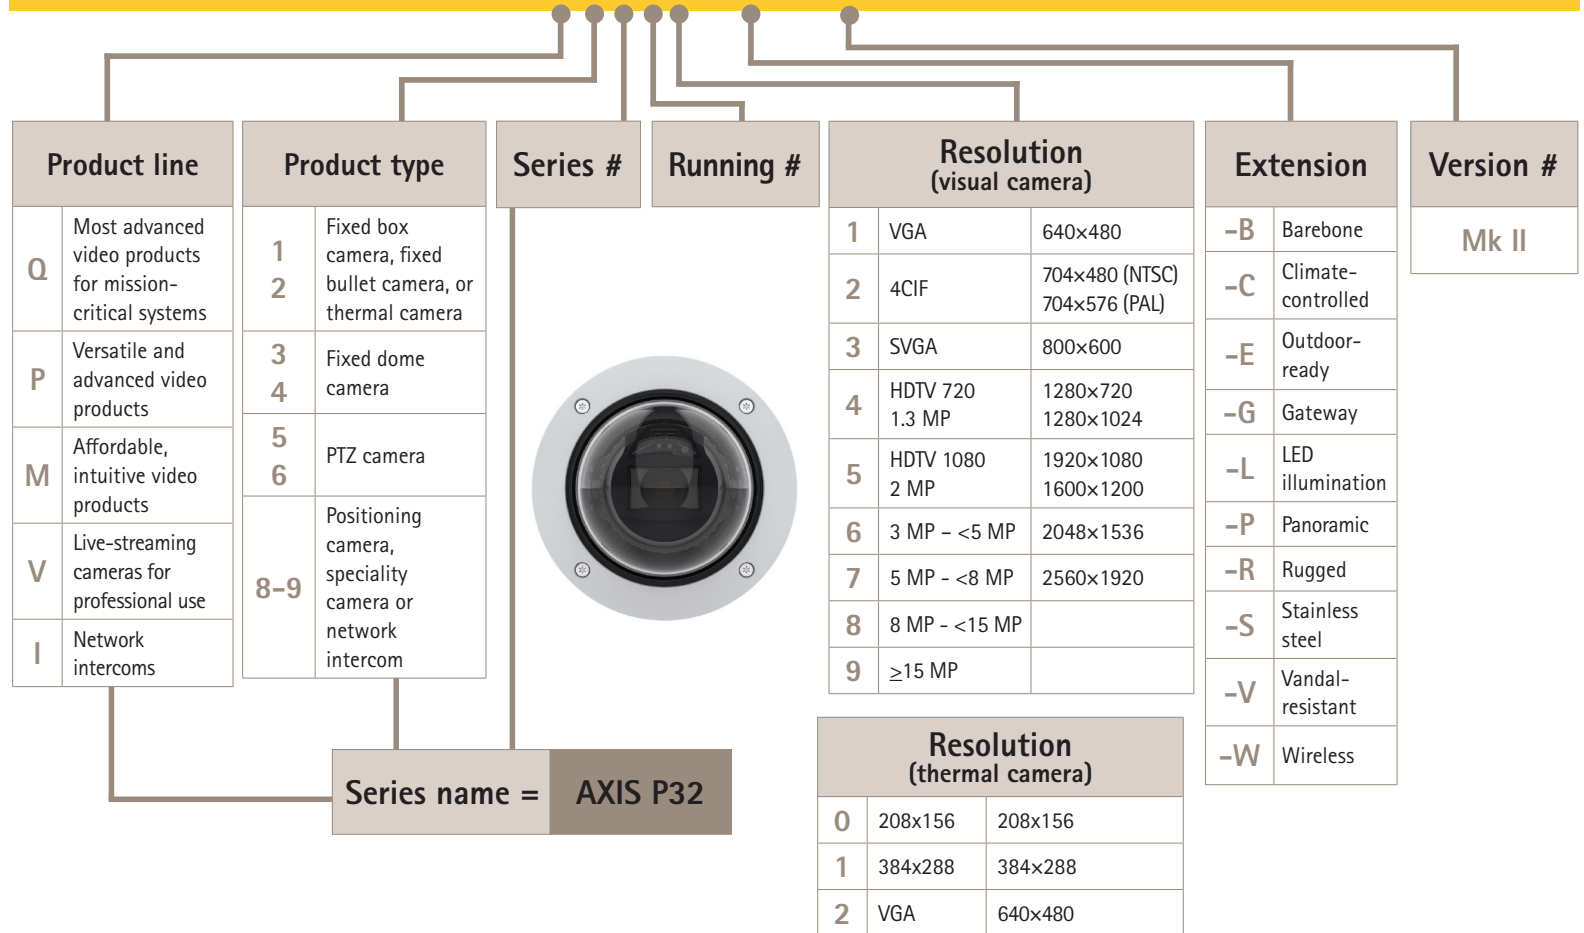 Product line
Q
Most advanced
video products
for mission-
critical systems
P
Versatile and
advanced video
products
M
Affordable,
intuitive video
products
V
Live-streaming
cameras for
professional use
I
Network
intercoms
Product type
1
2
Fixed box
camera, fixed
bullet camera, or
thermal camera
3
4
Fixed dome
camera
5
6
PTZ camera
8-9
Positioning
camera,
speciality
camera or
network
intercom
Series #
Running #
Series name = AXIS P32
Resolution
(visual camera)
1 VGA 640×480
2 4CIF 704×480 (NTSC)
704×576 (PAL)
3 SVGA 800×600
4 HDTV 720 1280×720
1.3 MP 1280×1024
5 HDTV 1080 1920×1080
2 MP 1600×1200
6 3 MP – <5 MP 2048×1536
7 5 MP - <8 MP 2560×1920
8 8 MP - <15 MP
9 ≥15 MP
Resolution
(thermal camera)
0 208x156 208x156
1 384x288 384×288
2 VGA 640×480
Extension
-B Barebone
-C Climate-
controlled
-E Outdoor-
ready
-G Gateway
-L LED
illumination
-P Panoramic
-R Rugged
-S Stainless
steel
-V Vandal-
resistant
-W Wireless
Version #
Mk II